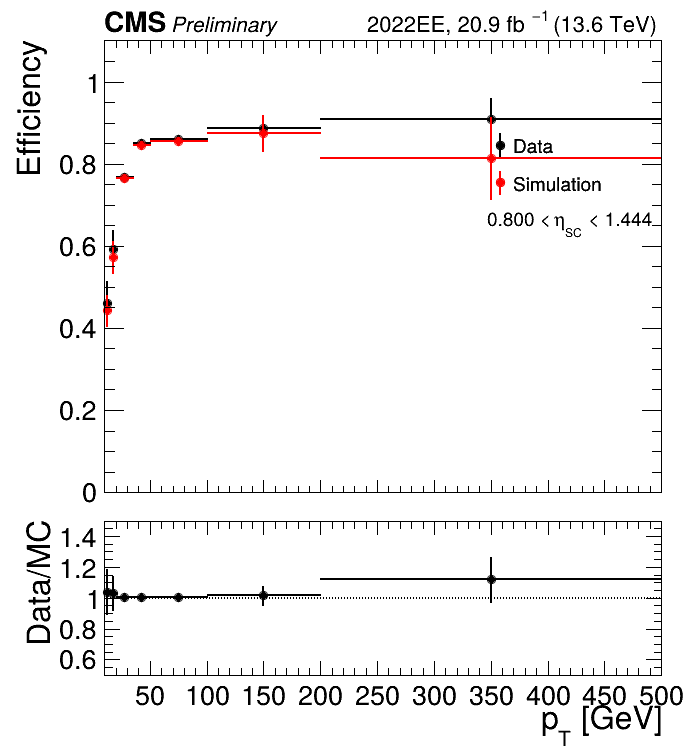 CMS Preliminary 2022EE, 20.9 fb⁻¹ (13.6 TeV)
Efficiency
1
0.8
0.6
0.4
0.2
0
Data
Simulation
0.800 < η_SC < 1.444
Data/MC
1.4
1.2
1
0.8
0.6
50 100 150 200 250 300 350 400 450 500
p_T [GeV]